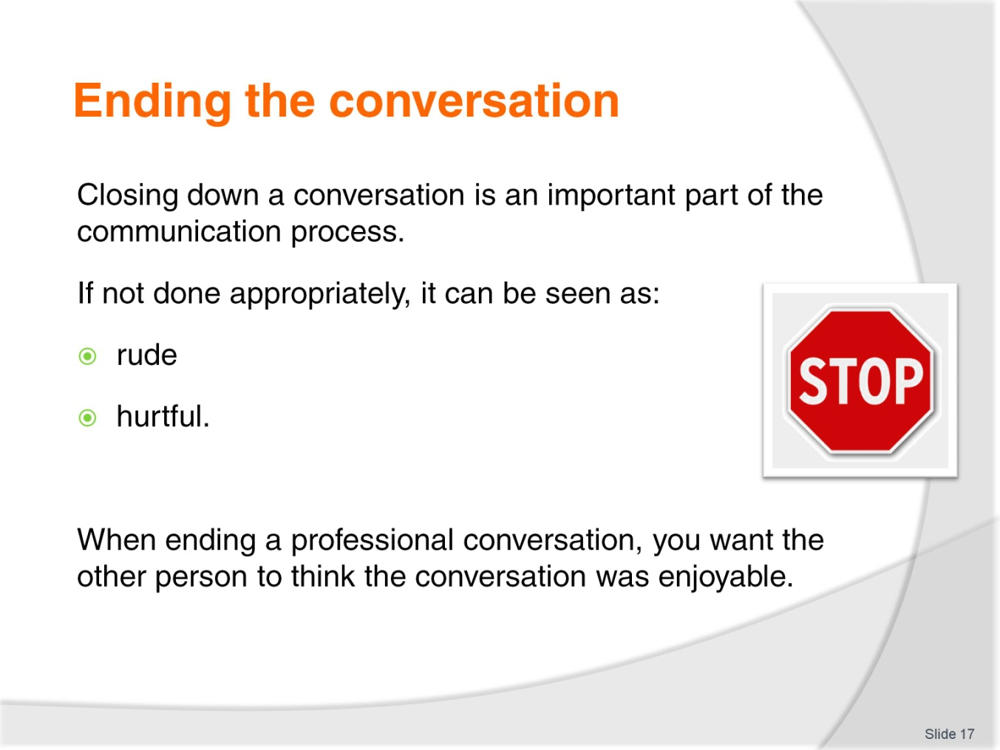 Ending the conversation
Closing down a conversation is an important part of the
communication process.
If not done appropriately, it can be seen as:
rude
hurtful.
STOP
When ending a professional conversation, you want the
other person to think the conversation was enjoyable.
Slide 17